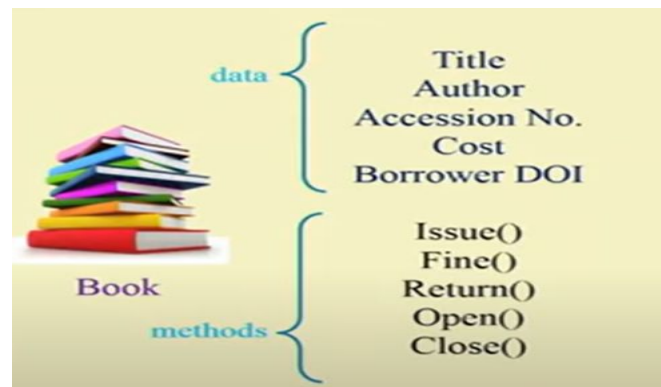 data
Title
Author
Accession No.
Cost
Borrower DOI
Book
methods
Issue()
Fine()
Return()
Open()
Close()